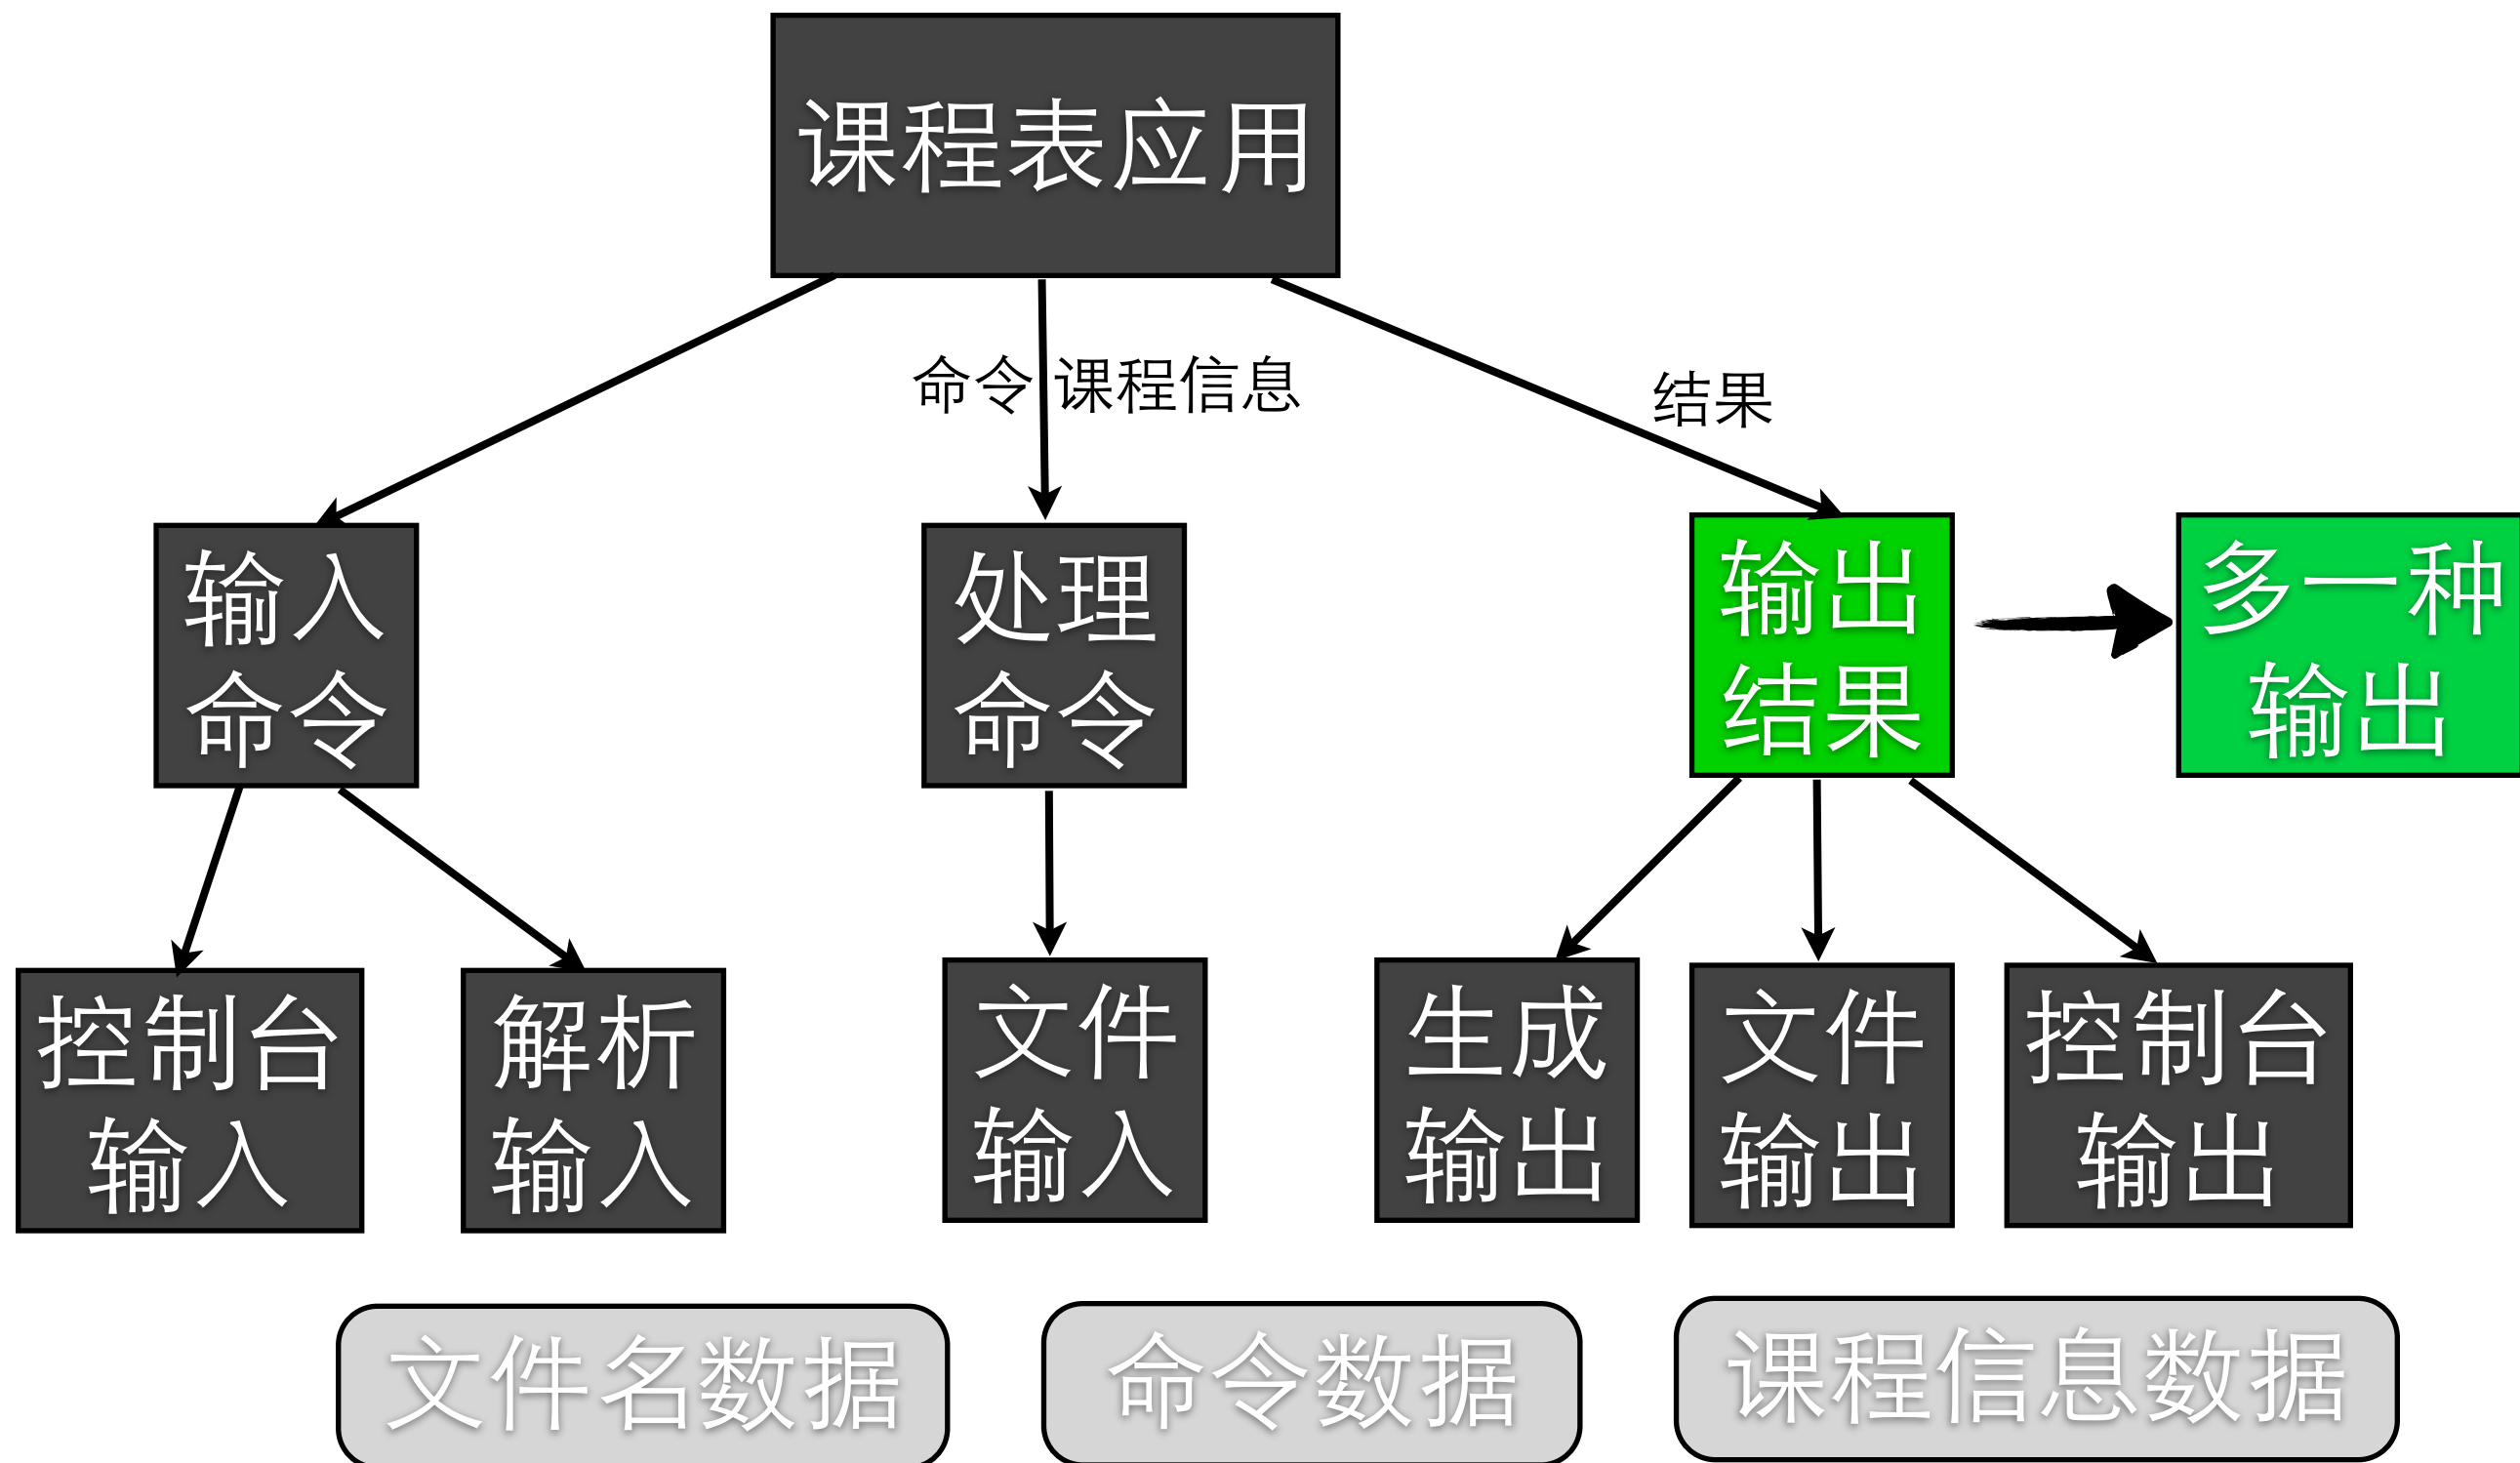 课程表应用
命令 课程信息
结果
输入
命令
处理
命令
输出
结果
多一种
输出
控制台
输入
解析
输入
文件
输入
生成
输出
文件
输出
控制台
输出
文件名数据
命令数据
课程信息数据